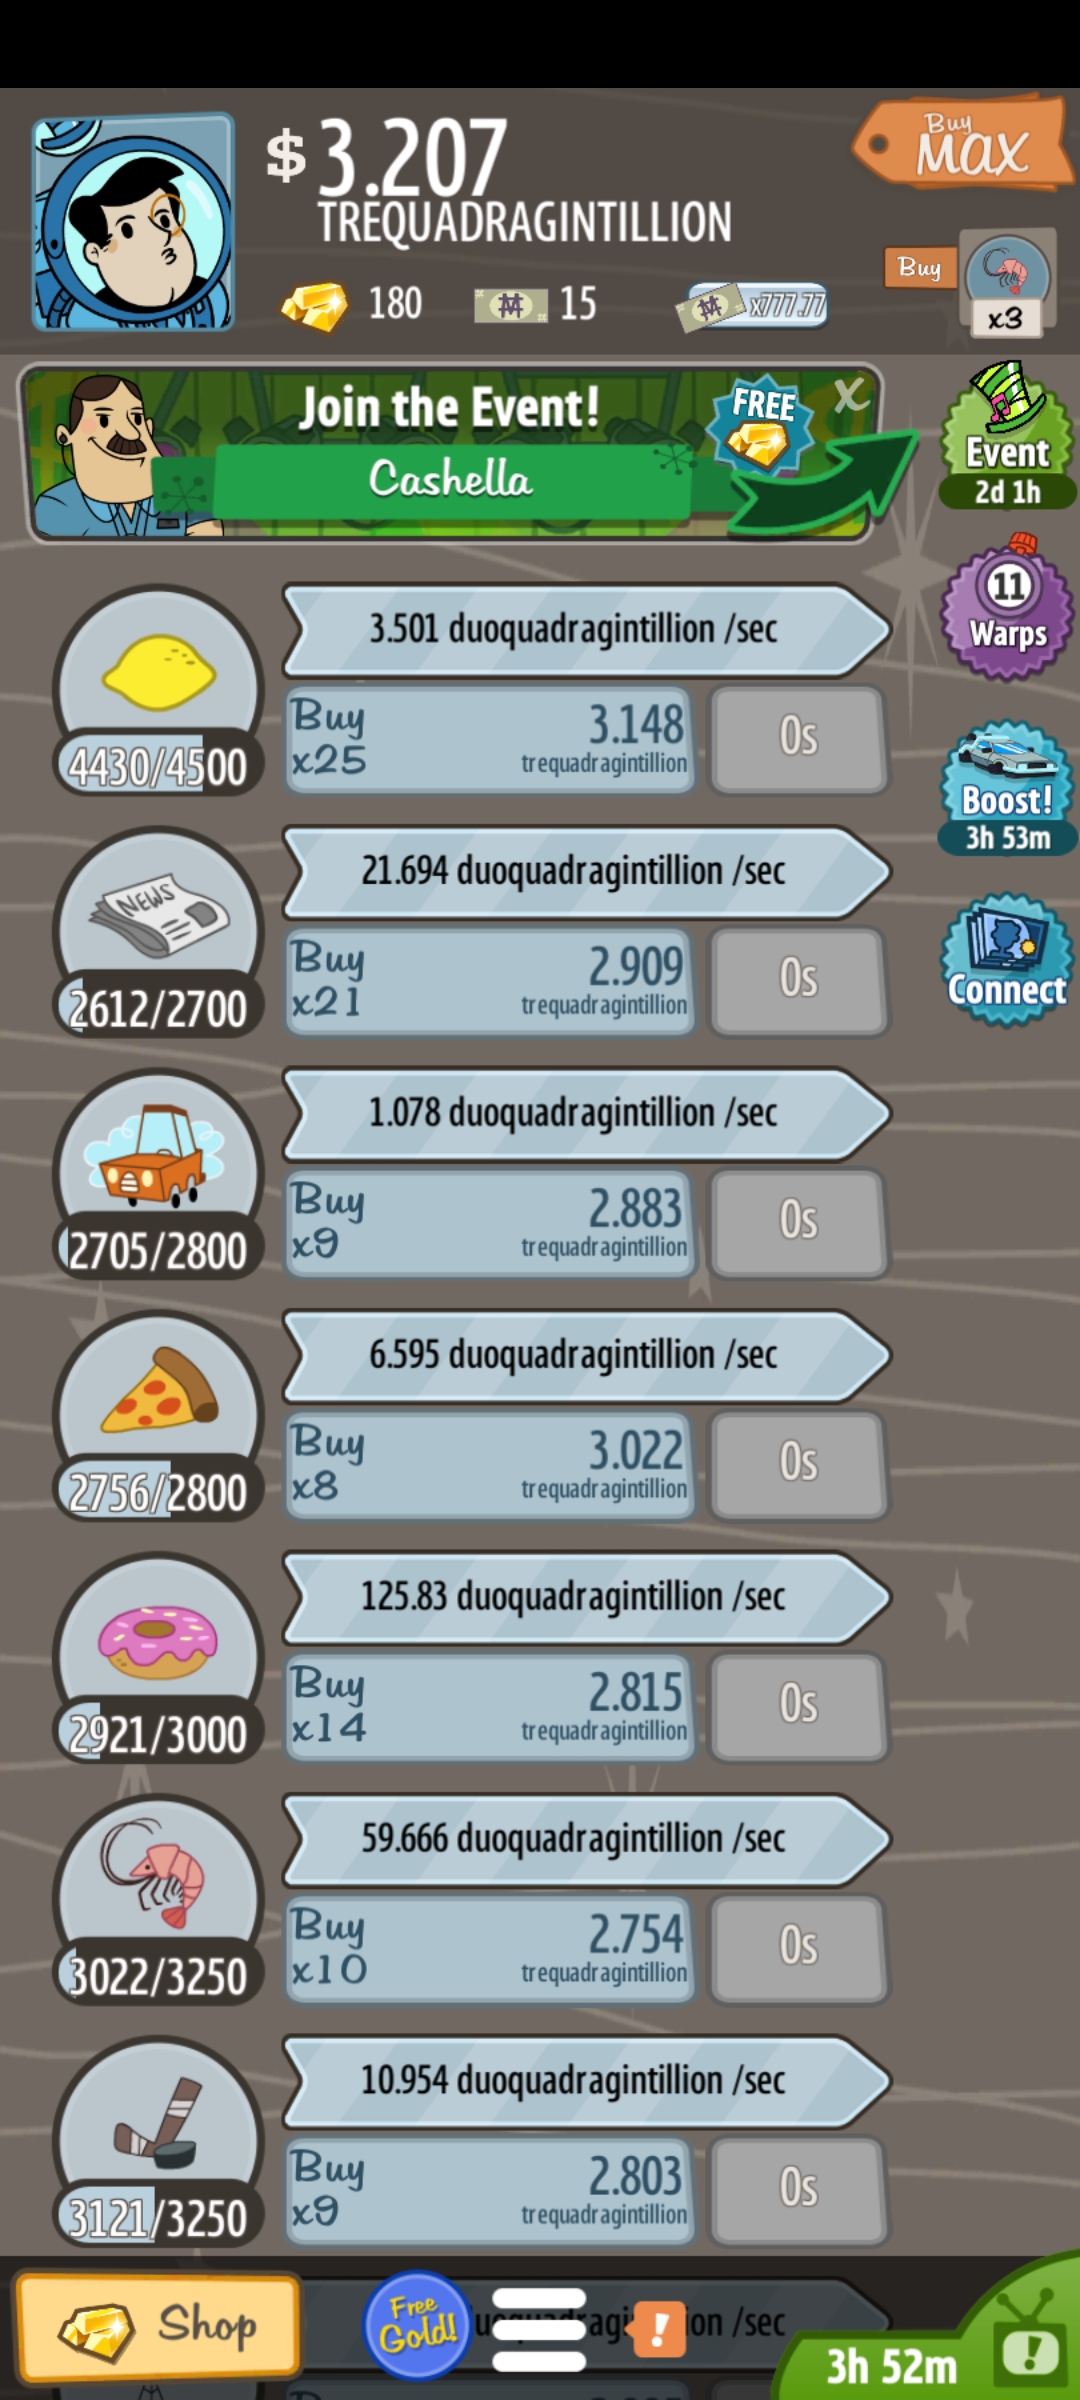 $ 3.207
TREQUADRAGINTILLION
Buy
MAX
180
15
x777.77
Buy
x3
Join the Event!
Cashella
FREE
X
Event
2d 1h
11
Warps
Boost!
3h 53m
Connect
3.501 duoquadragintillion /sec
Buy
x25
3.148
trequadragintillion
0s
4430/4500
NEWS
21.694 duoquadragintillion /sec
Buy
x21
2.909
trequadragintillion
0s
2612/2700
1.078 duoquadragintillion /sec
Buy
x9
2.883
trequadragintillion
0s
2705/2800
6.595 duoquadragintillion /sec
Buy
x8
3.022
trequadragintillion
0s
2756/2800
125.83 duoquadragintillion /sec
Buy
x14
2.815
trequadragintillion
0s
2921/3000
59.666 duoquadragintillion /sec
Buy
x10
2.754
trequadragintillion
0s
3022/3250
10.954 duoquadragintillion /sec
Buy
x9
2.803
trequadragintillion
0s
3121/3250
Shop
Free
Gold!
!
/sec
3h 52m
!